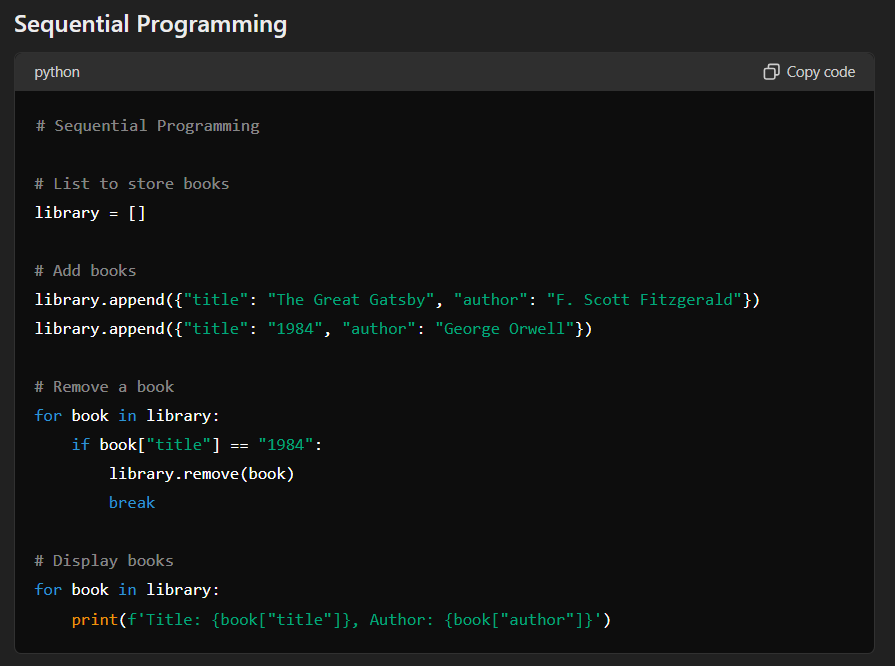 Sequential Programming
python
Copy code
# Sequential Programming
# List to store books
library = []
# Add books
library.append({"title": "The Great Gatsby", "author": "F. Scott Fitzgerald"})
library.append({"title": "1984", "author": "George Orwell"})
# Remove a book
for book in library:
    if book["title"] == "1984":
        library.remove(book)
        break
# Display books
for book in library:
    print(f'Title: {book["title"]}, Author: {book["author"]}')